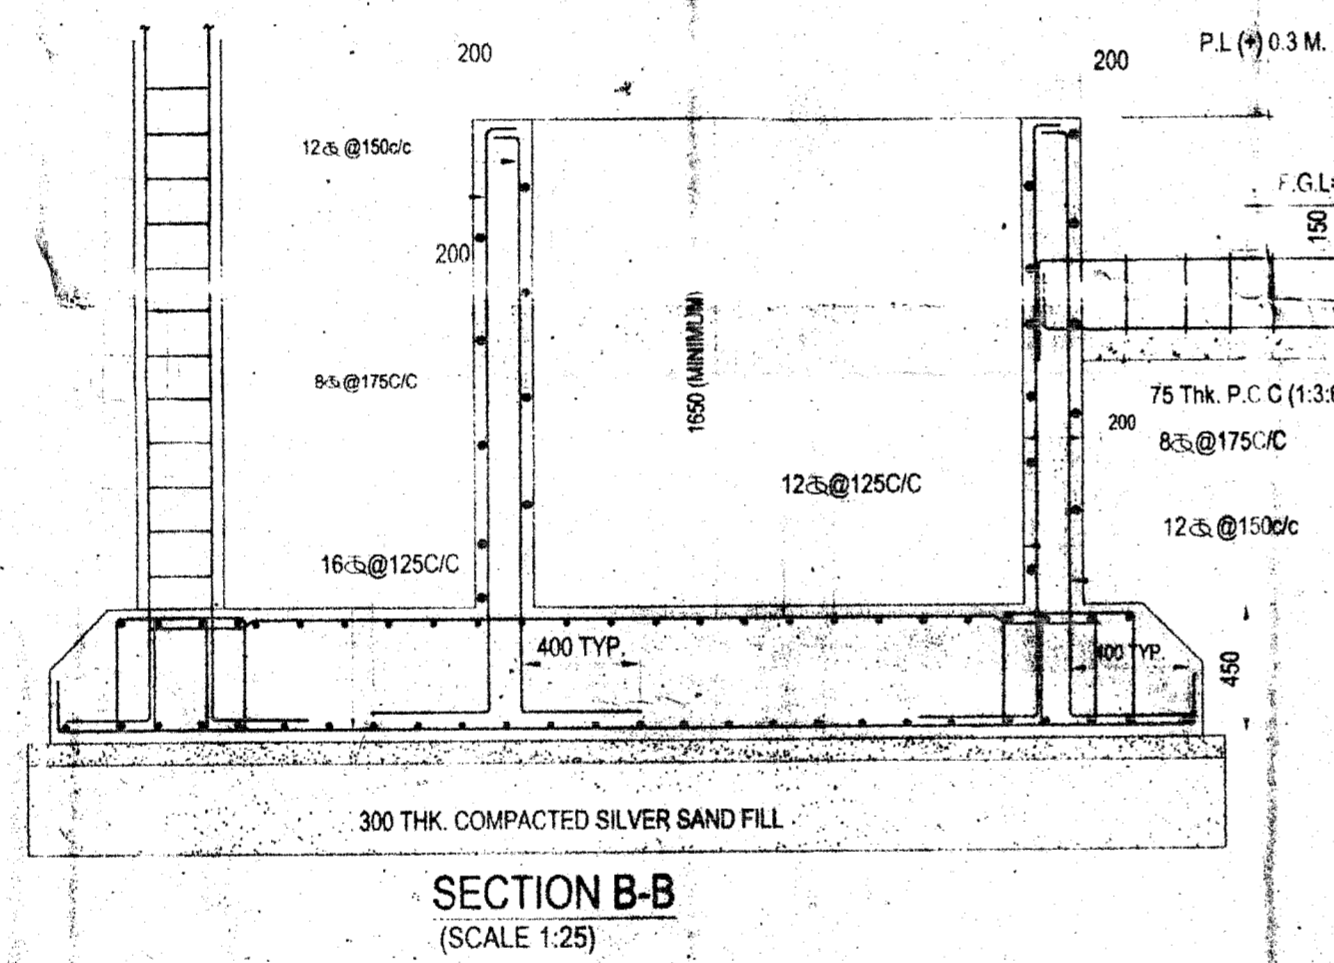 200
200
P.L (+) 0.3 M.
12 @150c/c
F.G.L=
150
200
1650 (MINIMUM)
8 @175C/C
75 Thk. P.C C (1:3:6
200
8 @175C/C
12 @125C/C
12 @150c/c
16 @125C/C
400 TYP.
400 TYP.
450
300 THK. COMPACTED SILVER SAND FILL
SECTION B-B
(SCALE 1:25)